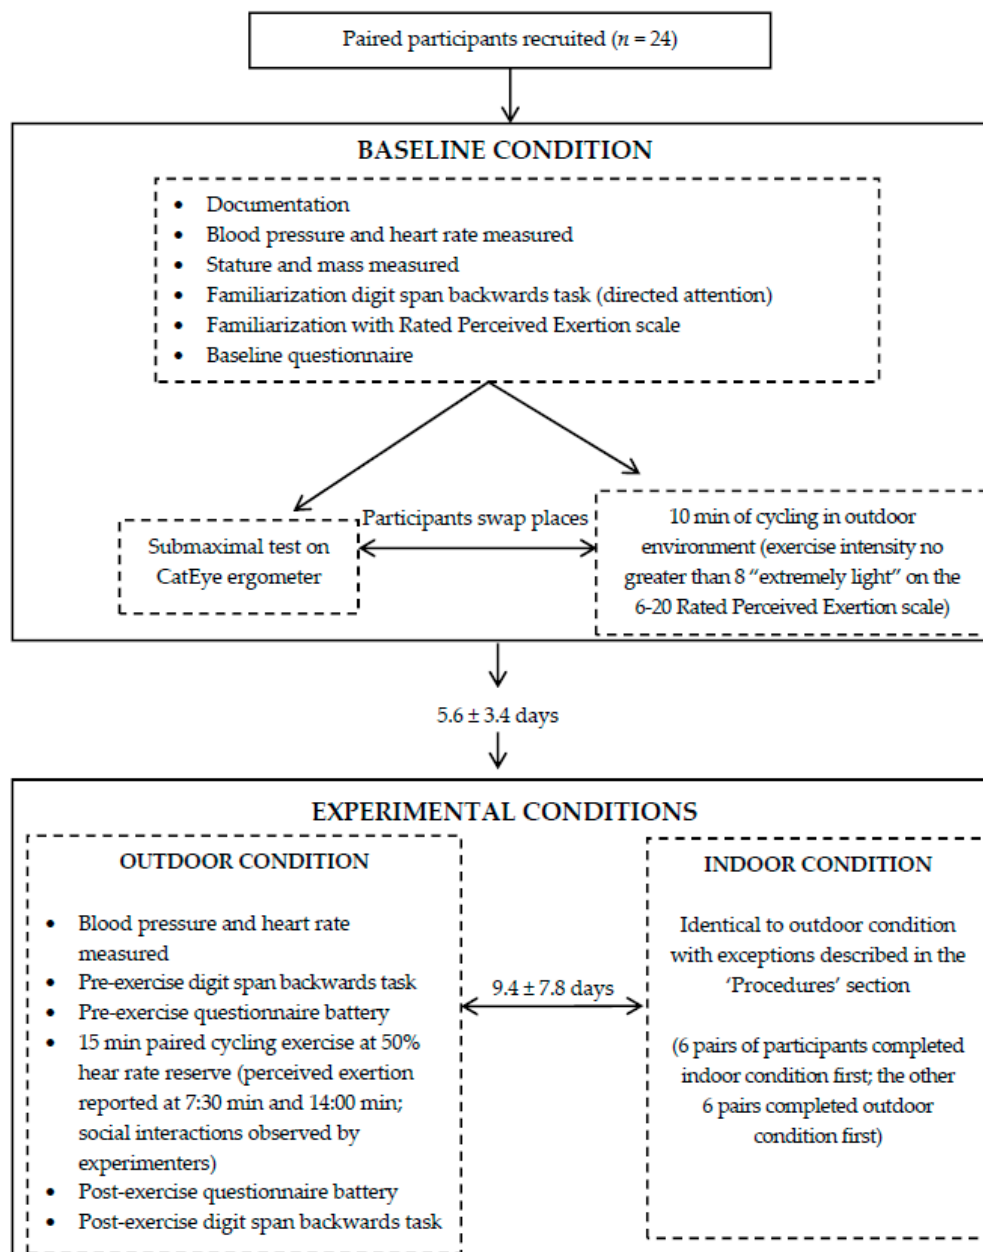 Paired participants recruited (n = 24)
BASELINE CONDITION
• Documentation
• Blood pressure and heart rate measured
• Stature and mass measured
• Familiarization digit span backwards task (directed attention)
• Familiarization with Rated Perceived Exertion scale
• Baseline questionnaire
Participants swap places
Submaximal test on
CatEye ergometer
10 min of cycling in outdoor
environment (exercise intensity no
greater than 8 “extremely light” on the
6-20 Rated Perceived Exertion scale)
5.6 ± 3.4 days
EXPERIMENTAL CONDITIONS
OUTDOOR CONDITION
• Blood pressure and heart rate
measured
• Pre-exercise digit span backwards task
• Pre-exercise questionnaire battery
• 15 min paired cycling exercise at 50%
hear rate reserve (perceived exertion
reported at 7:30 min and 14:00 min;
social interactions observed by
experimenters)
• Post-exercise questionnaire battery
• Post-exercise digit span backwards task
9.4 ± 7.8 days
INDOOR CONDITION
Identical to outdoor condition
with exceptions described in the
‘Procedures’ section
(6 pairs of participants completed
indoor condition first; the other
6 pairs completed outdoor
condition first)